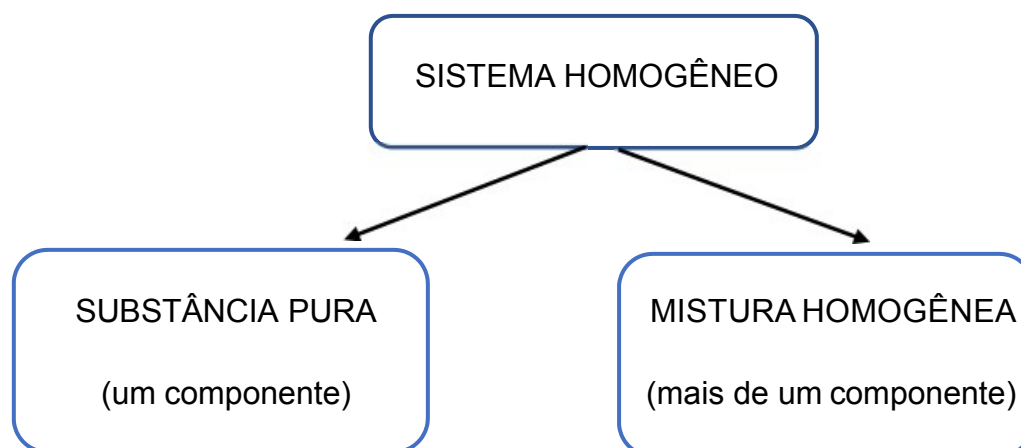 SISTEMA HOMOGÊNEO
SUBSTÂNCIA PURA
(um componente)
MISTURA HOMOGÊNEA
(mais de um componente)